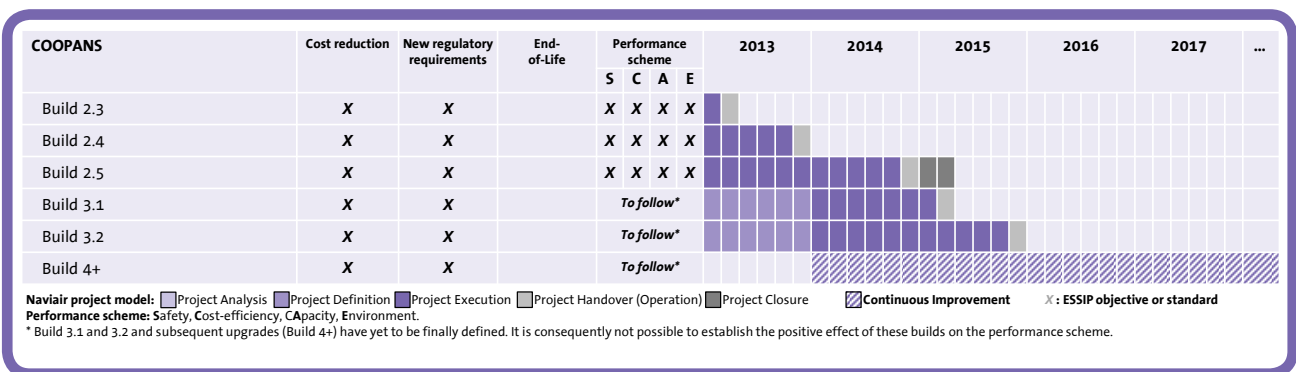 COOPANS Cost reduction New regulatory requirements End-of-Life Performance scheme 2013 2014 2015 2016 2017 ...
S C A E
Build 2.3 X X X X X X
Build 2.4 X X X X X X
Build 2.5 X X X X X X
Build 3.1 X X To follow*
Build 3.2 X X To follow*
Build 4+ X X To follow*
Naviair project model: Project Analysis Project Definition Project Execution Project Handover (Operation) Project Closure Continuous Improvement X : ESSIP objective or standard
Performance scheme: Safety, Cost-efficiency, CApacity, Environment.
* Build 3.1 and 3.2 and subsequent upgrades (Build 4+) have yet to be finally defined. It is consequently not possible to establish the positive effect of these builds on the performance scheme.